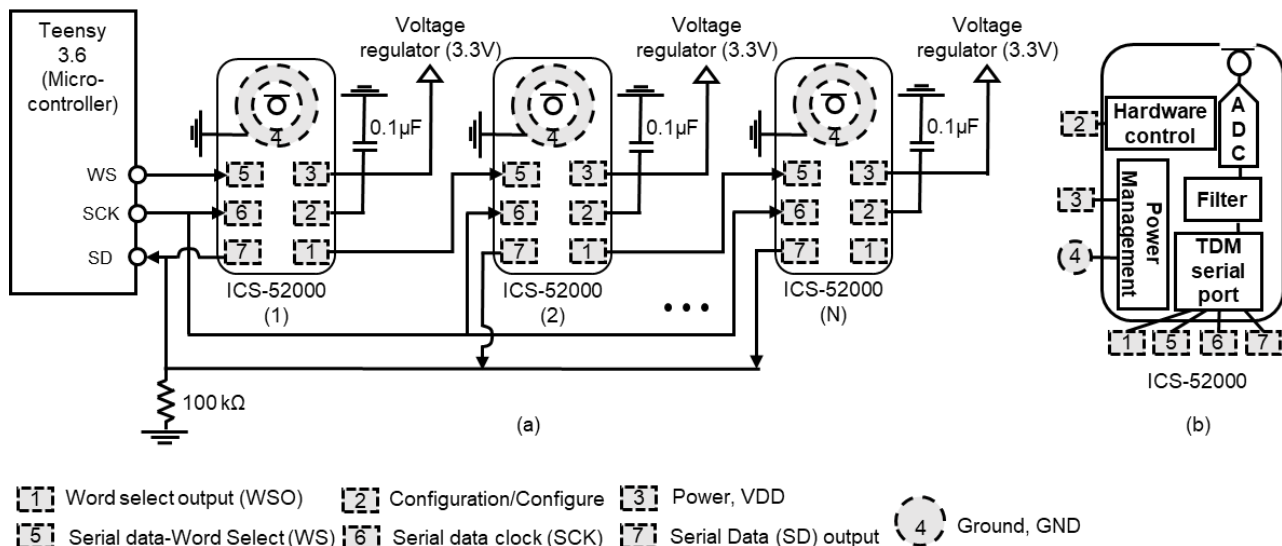 Teensy
3.6
(Micro-
controller)
WS
SCK
SD
Voltage
regulator (3.3V)
0.1µF
4
5
3
6
2
7
1
ICS-52000
(1)
Voltage
regulator (3.3V)
0.1µF
4
5
3
6
2
7
1
ICS-52000
(2)
Voltage
regulator (3.3V)
0.1µF
4
5
3
6
2
7
1
ICS-52000
(N)
100 kΩ
(a)
Hardware
control
ADC
Filter
Power
Management
TDM
serial
port
2
3
4
1
5
6
7
ICS-52000
(b)
1 Word select output (WSO)
2 Configuration/Configure
3 Power, VDD
4 Ground, GND
5 Serial data-Word Select (WS)
6 Serial data clock (SCK)
7 Serial Data (SD) output